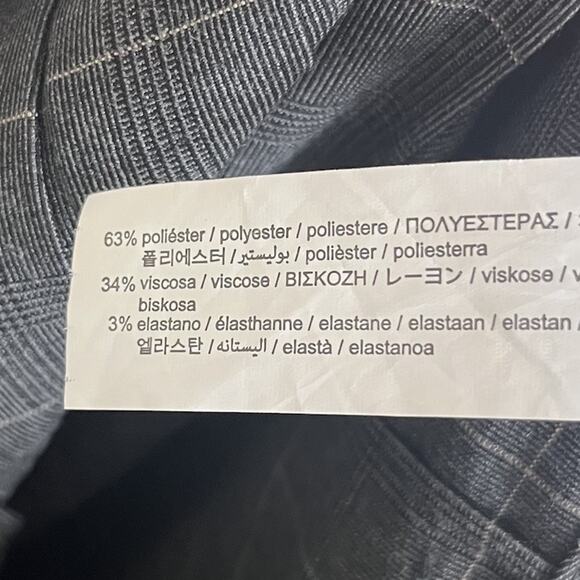 63% poliéster / polyester / poliestere / ΠΟΛΥΕΣΤΕΡΑΣ /
폴리에스터 / بوليستير / polièster / poliesterra
34% viscosa / viscose / ΒΙΣΚΟΖΗ / レーヨン / viskose /
biskosa
3% elastano / élasthanne / elastane / elastaan / elastan /
엘라스탄 / اليستانه / elastà / elastanoa